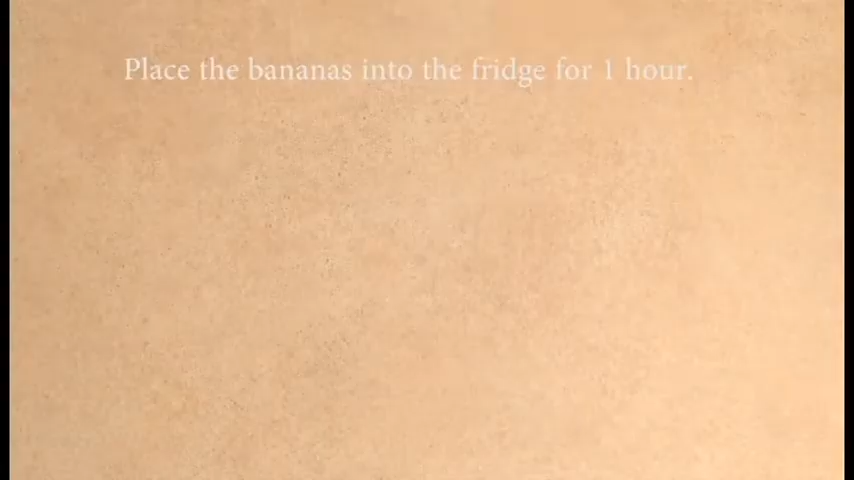 Place the bananas into the fridge for 1 hour.